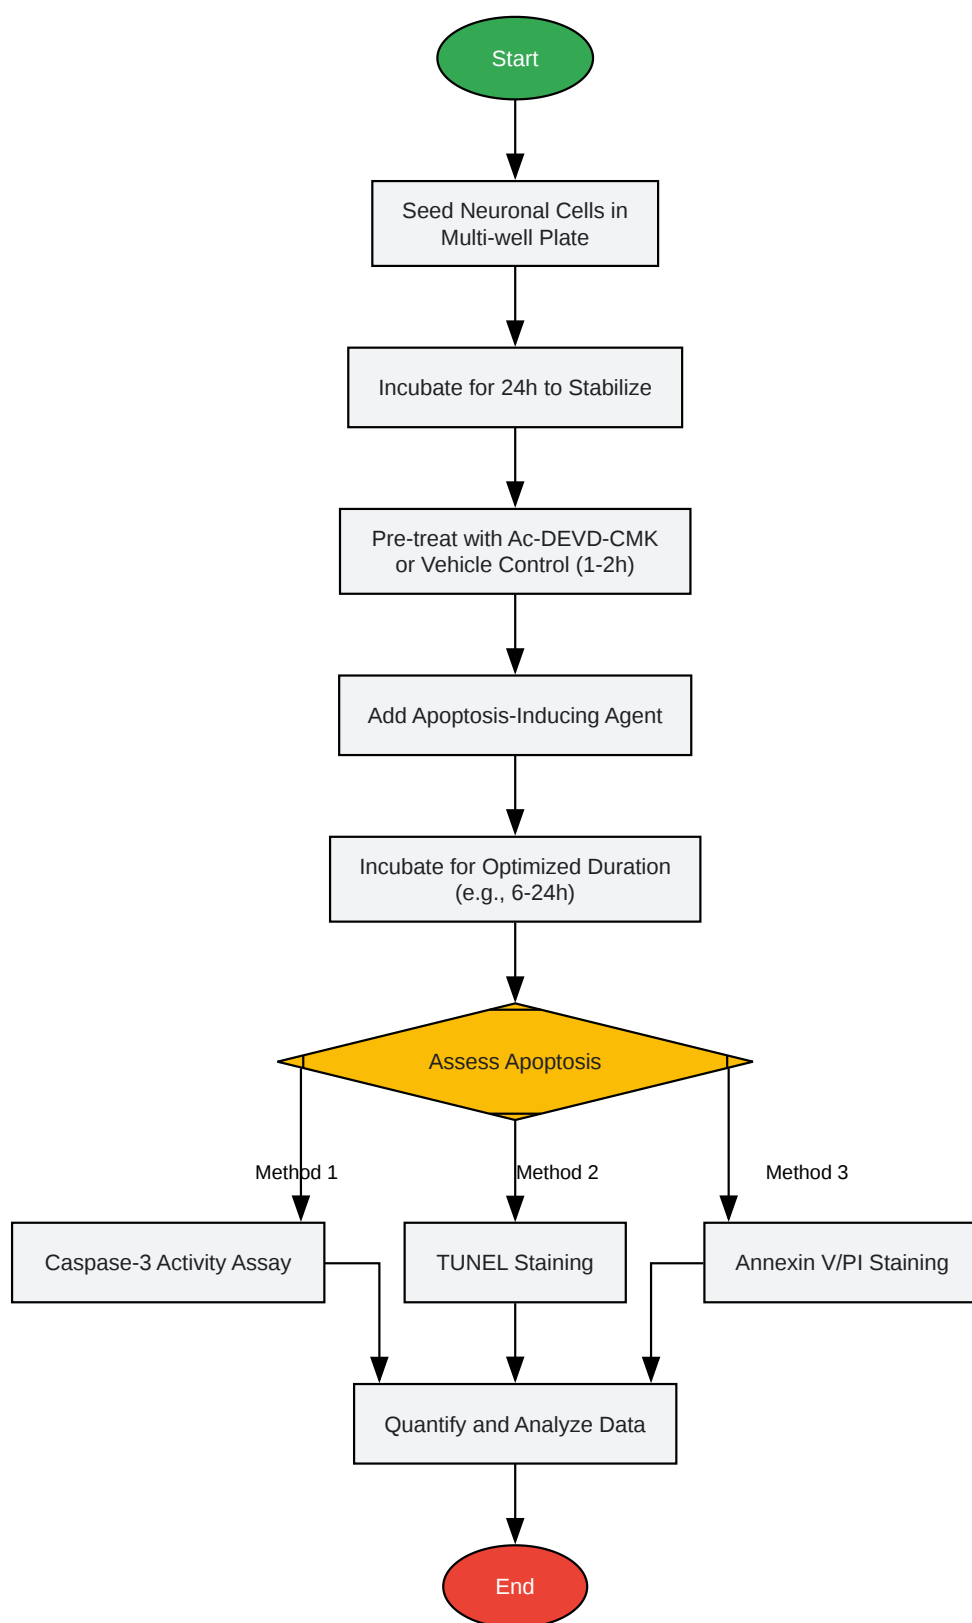 Start
Seed Neuronal Cells in
Multi-well Plate
Incubate for 24h to Stabilize
Pre-treat with Ac-DEVD-CMK
or Vehicle Control (1-2h)
Add Apoptosis-Inducing Agent
Incubate for Optimized Duration
(e.g., 6-24h)
Assess Apoptosis
Method 1
Method 2
Method 3
Caspase-3 Activity Assay
TUNEL Staining
Annexin V/PI Staining
Quantify and Analyze Data
End